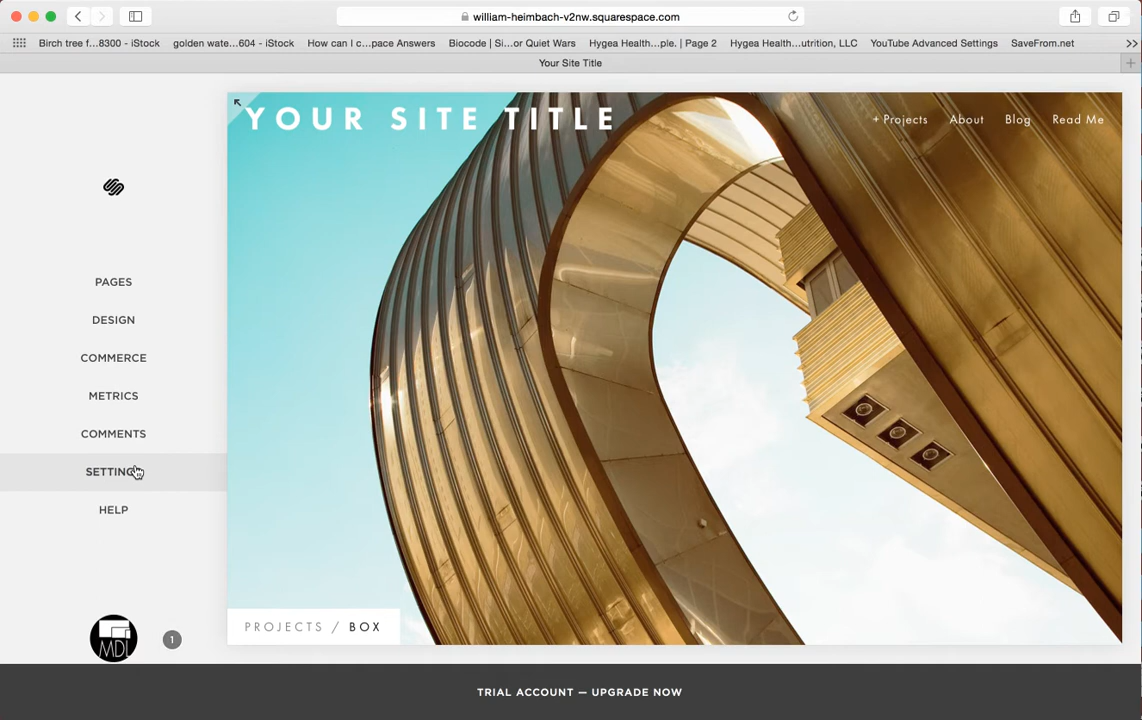 william-heimbach-v2nw.squarespace.com
Birch tree f...8300 - iStock
golden wate...604 - iStock
How can I c...pace Answers
Biocode | Si...or Quiet Wars
Hygea Health...ple. | Page 2
Hygea Health...utrition, LLC
YouTube Advanced Settings
SaveFrom.net
Your Site Title
YOUR SITE TITLE
+ Projects
About
Blog
Read Me
PAGES
DESIGN
COMMERCE
METRICS
COMMENTS
SETTINGS
HELP
PROJECTS / BOX
MDL
1
TRIAL ACCOUNT — UPGRADE NOW